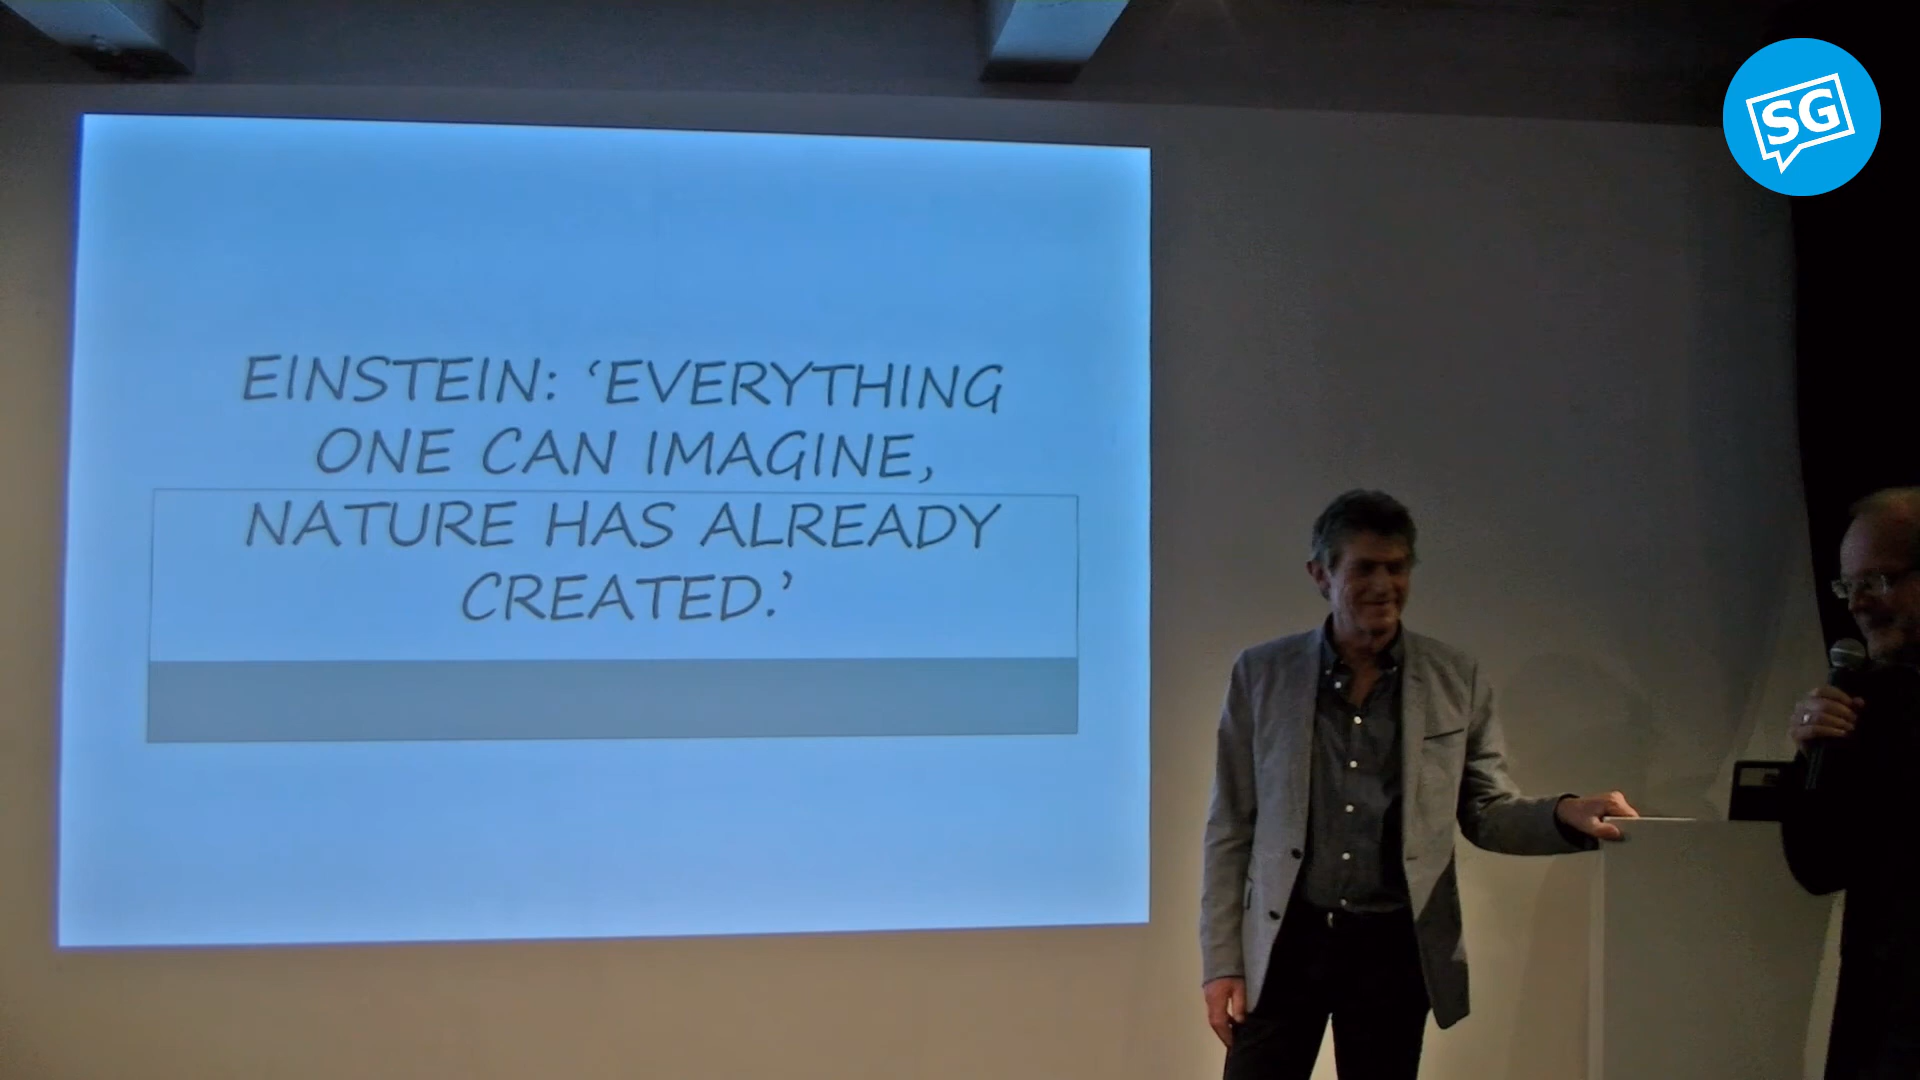 EINSTEIN: ‘EVERYTHING
ONE CAN IMAGINE,
NATURE HAS ALREADY
CREATED.’
SG